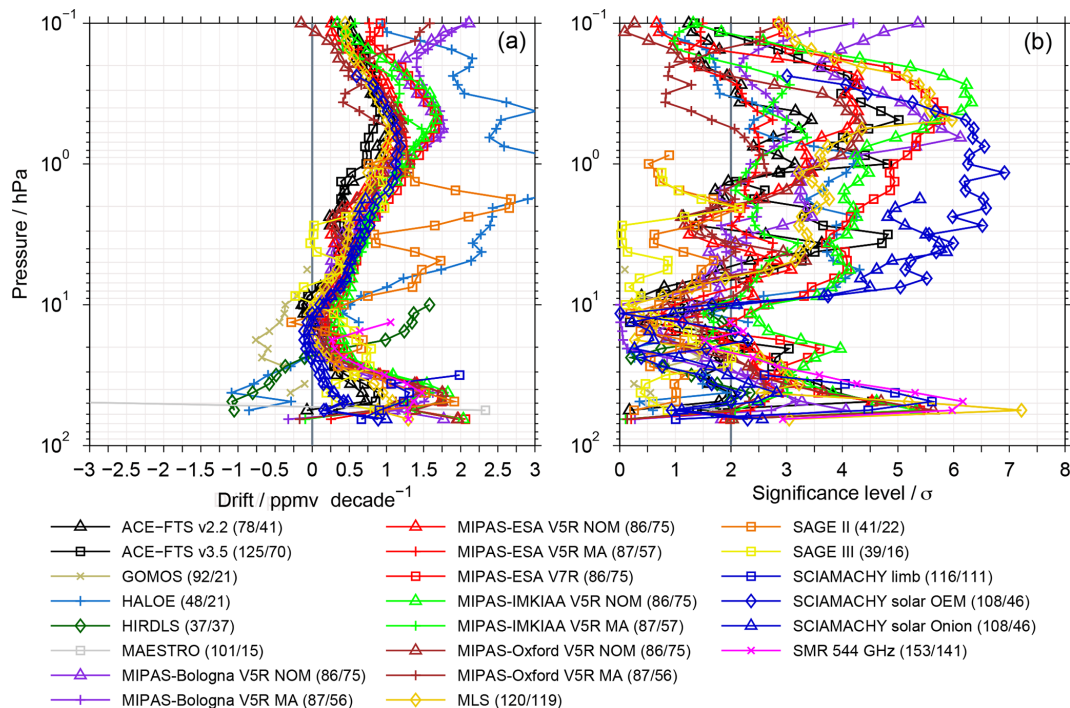 (a)
(b)
Pressure / hPa
10⁻¹
10⁰
10¹
10²
−3 −2.5 −2 −1.5 −1 −0.5 0 0.5 1 1.5 2 2.5 3
Drift / ppmv decade⁻¹
10⁻¹
10⁰
10¹
10²
0 1 2 3 4 5 6 7 8
Significance level / σ
ACE−FTS v2.2 (78/41)
ACE−FTS v3.5 (125/70)
GOMOS (92/21)
HALOE (48/21)
HIRDLS (37/37)
MAESTRO (101/15)
MIPAS-Bologna V5R NOM (86/75)
MIPAS-Bologna V5R MA (87/56)
MIPAS-ESA V5R NOM (86/75)
MIPAS-ESA V5R MA (87/57)
MIPAS-ESA V7R (86/75)
MIPAS-IMKIAA V5R NOM (86/75)
MIPAS-IMKIAA V5R MA (87/57)
MIPAS-Oxford V5R NOM (86/75)
MIPAS-Oxford V5R MA (87/56)
MLS (120/119)
SAGE II (41/22)
SAGE III (39/16)
SCIAMACHY limb (116/111)
SCIAMACHY solar OEM (108/46)
SCIAMACHY solar Onion (108/46)
SMR 544 GHz (153/141)